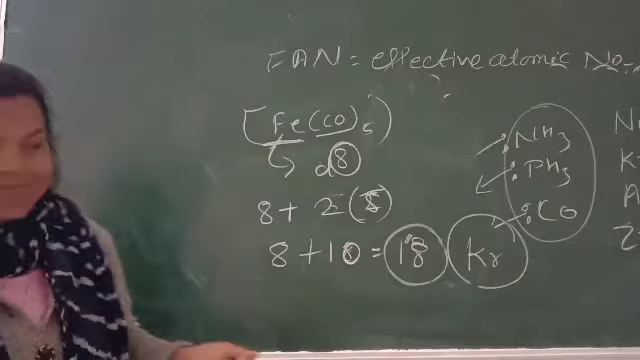 EAN = effective atomic No.
[Fe(CO)5]
d8
8 + 2(5)
8 + 10 = 18 Kr
:NH3
:PH3
:CO
N
K
A